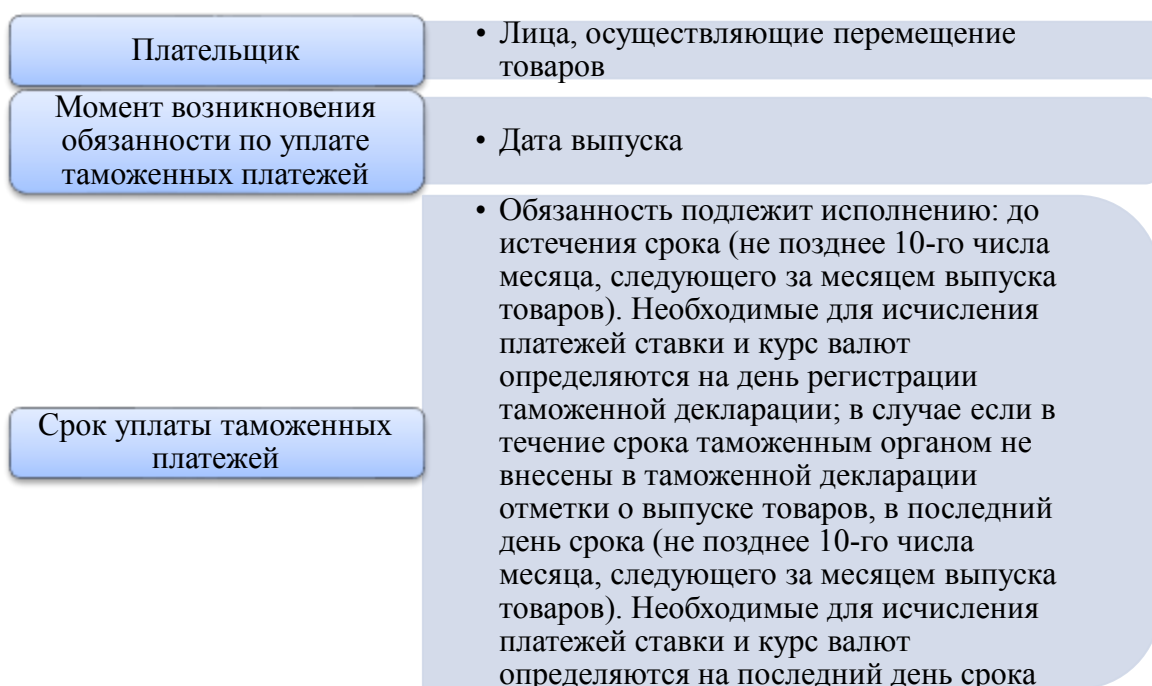 Плательщик
• Лица, осуществляющие перемещение
товаров
Момент возникновения
обязанности по уплате
таможенных платежей
• Дата выпуска
Срок уплаты таможенных
платежей
• Обязанность подлежит исполнению: до
истечения срока (не позднее 10-го числа
месяца, следующего за месяцем выпуска
товаров). Необходимые для исчисления
платежей ставки и курс валют
определяются на день регистрации
таможенной декларации; в случае если в
течение срока таможенным органом не
внесены в таможенной декларации
отметки о выпуске товаров, в последний
день срока (не позднее 10-го числа
месяца, следующего за месяцем выпуска
товаров). Необходимые для исчисления
платежей ставки и курс валют
определяются на последний день срока